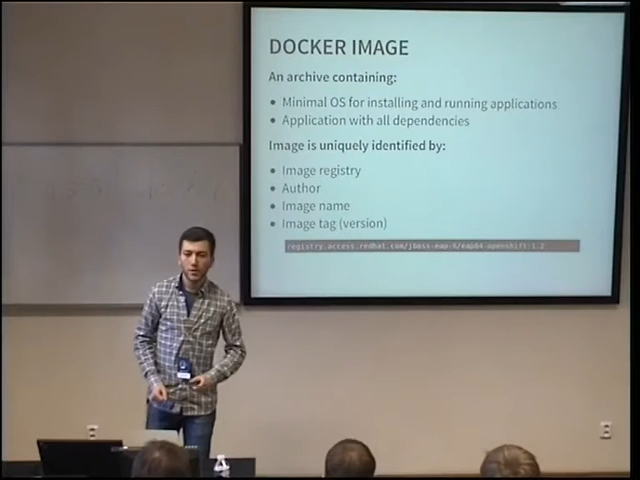 DOCKER IMAGE
An archive containing:
• Minimal OS for installing and running applications
• Application with all dependencies
Image is uniquely identified by:
• Image registry
• Author
• Image name
• Image tag (version)
registry.access.redhat.com/jboss-eap-6/eap64-openshift:1.2